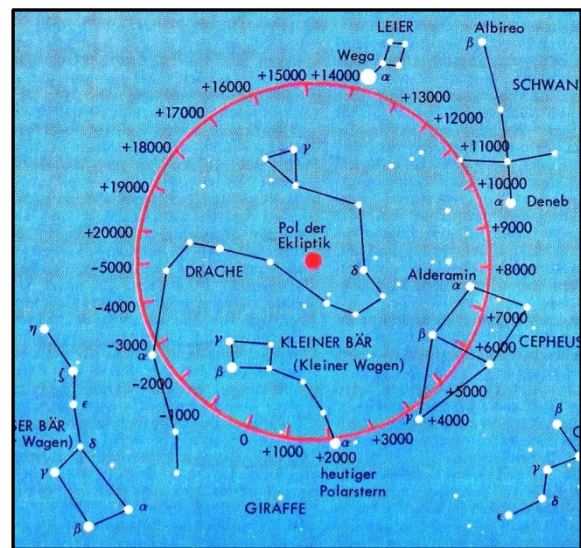 LEIER
Albireo
β
Wega
α
SCHWAN
+15000
+14000
+16000
+13000
+17000
+12000
+18000
γ
+11000
+19000
+10000
α Deneb
+20000
Pol der
Ekliptik
+9000
-5000
DRACHE
δ
Alderamin
α
+8000
-4000
+7000
η
-3000
α
γ
KLEINER BÄR
(Kleiner Wagen)
β
β
CEPHEUS
+6000
ζ
-2000
+5000
ε
-1000
SER BÄR
Wagen)
δ
0
+1000
+2000
α
+3000
γ
+4000
β
γ
heutiger
Polarstern
γ
α
GIRAFFE
δ
β
ε